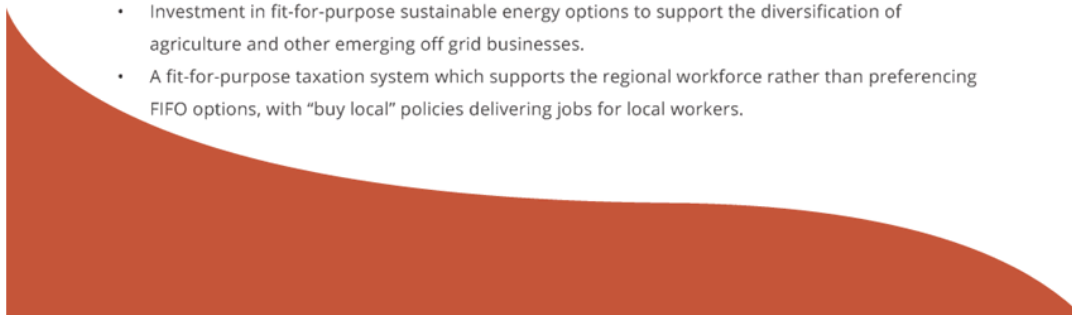 • Investment in fit-for-purpose sustainable energy options to support the diversification of
agriculture and other emerging off grid businesses.
• A fit-for-purpose taxation system which supports the regional workforce rather than preferencing
FIFO options, with “buy local” policies delivering jobs for local workers.